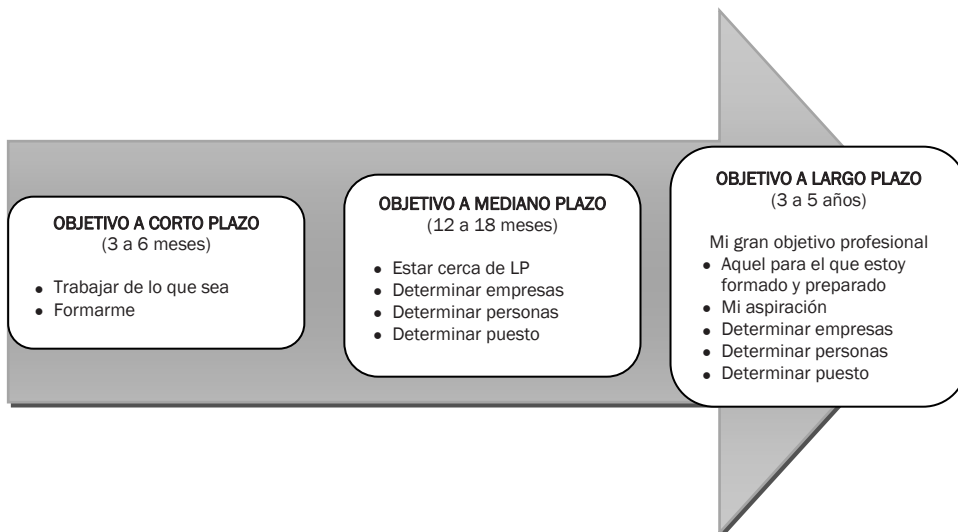 OBJETIVO A CORTO PLAZO
(3 a 6 meses)
• Trabajar de lo que sea
• Formarme
OBJETIVO A MEDIANO PLAZO
(12 a 18 meses)
• Estar cerca de LP
• Determinar empresas
• Determinar personas
• Determinar puesto
OBJETIVO A LARGO PLAZO
(3 a 5 años)
Mi gran objetivo profesional
• Aquel para el que estoy
formado y preparado
• Mi aspiración
• Determinar empresas
• Determinar personas
• Determinar puesto